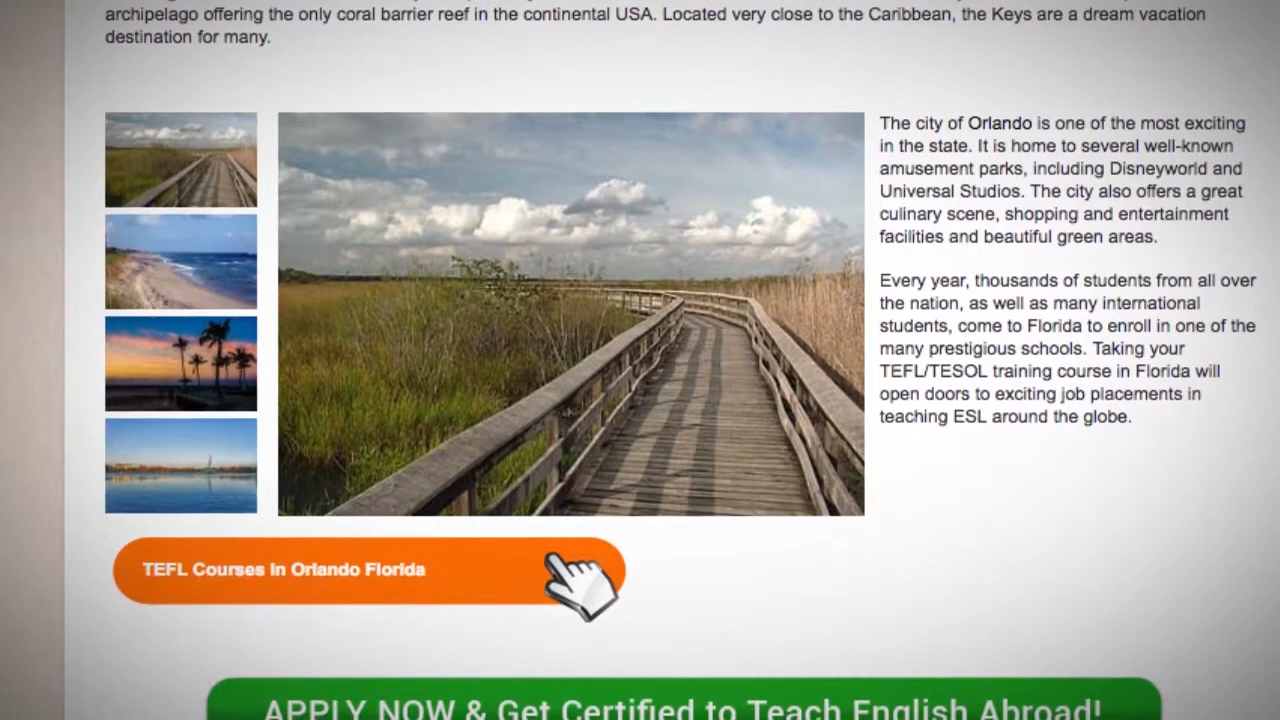 archipelago offering the only coral barrier reef in the continental USA. Located very close to the Caribbean, the Keys are a dream vacation
destination for many.
The city of Orlando is one of the most exciting
in the state. It is home to several well-known
amusement parks, including Disneyworld and
Universal Studios. The city also offers a great
culinary scene, shopping and entertainment
facilities and beautiful green areas.
Every year, thousands of students from all over
the nation, as well as many international
students, come to Florida to enroll in one of the
many prestigious schools. Taking your
TEFL/TESOL training course in Florida will
open doors to exciting job placements in
teaching ESL around the globe.
TEFL Courses in Orlando Florida
APPLY NOW & Get Certified to Teach English Abroad!